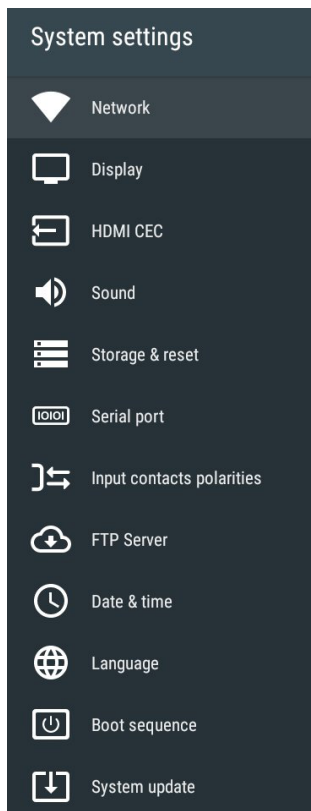 System settings
Network
Display
HDMI CEC
Sound
Storage & reset
IOIOI
Serial port
Input contacts polarities
FTP Server
Date & time
Language
Boot sequence
System update